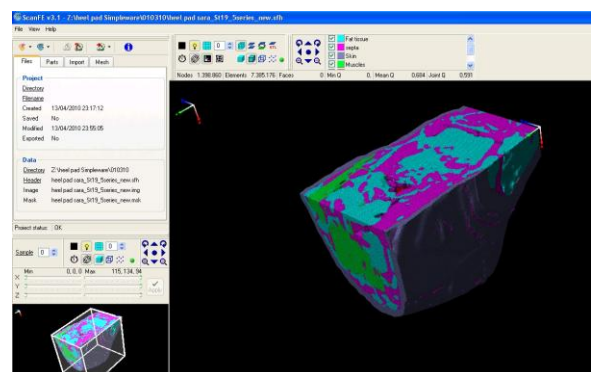 ScanFE v3.1 - Z:\heel pad Simpleware\010310\heel pad sara_St19_5series_new.sfh
File View Help
Files Parts Import Mesh
Project
Directory
Filename
Created 13/04/2010 23:17:12
Saved No
Modified 13/04/2010 23:55:05
Exported No
Data
Directory Z:\heel pad Simpleware\010310
Header heel pad sara_St19_5series_new.sfh
Image heel pad sara_St19_5series_new.img
Mask heel pad sara_St19_5series_new.msk
Project status: OK
Sample 0
0
Min 0, 0, 0 Max 115, 134, 94
X
Y
Z
Apply
0
Fat tissue
septa
Skin
Muscles
Nodes 1.398.860 Elements 7.385.176 Faces 0 Min Q 0, Mean Q 0,684 Joint Q 0,591